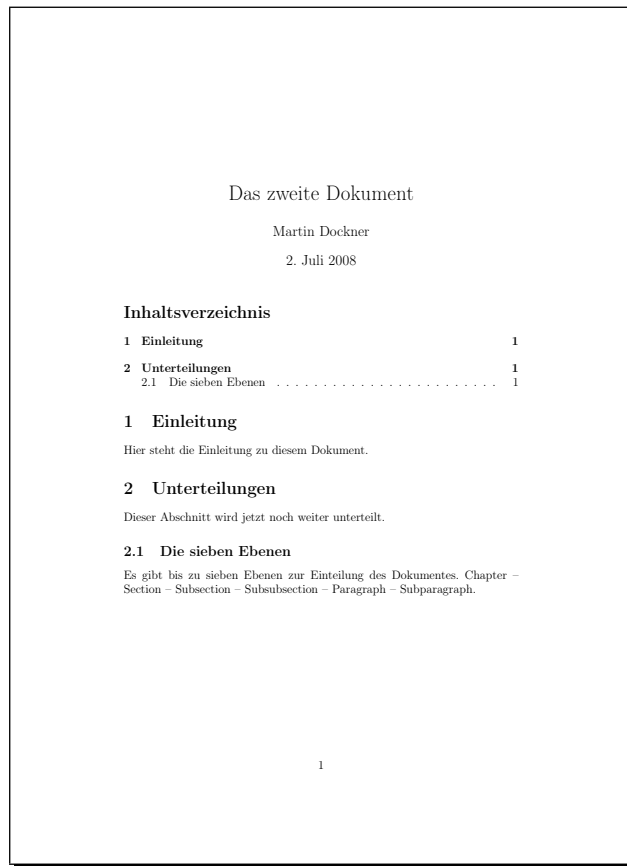 Das zweite Dokument
Martin Dockner
2. Juli 2008
Inhaltsverzeichnis
1 Einleitung 1
2 Unterteilungen 1
2.1 Die sieben Ebenen . . . . . . . . . . . . . . . . . . . . . . . . 1
1 Einleitung
Hier steht die Einleitung zu diesem Dokument.
2 Unterteilungen
Dieser Abschnitt wird jetzt noch weiter unterteilt.
2.1 Die sieben Ebenen
Es gibt bis zu sieben Ebenen zur Einteilung des Dokumentes. Chapter –
Section – Subsection – Subsubsection – Paragraph – Subparagraph.
1